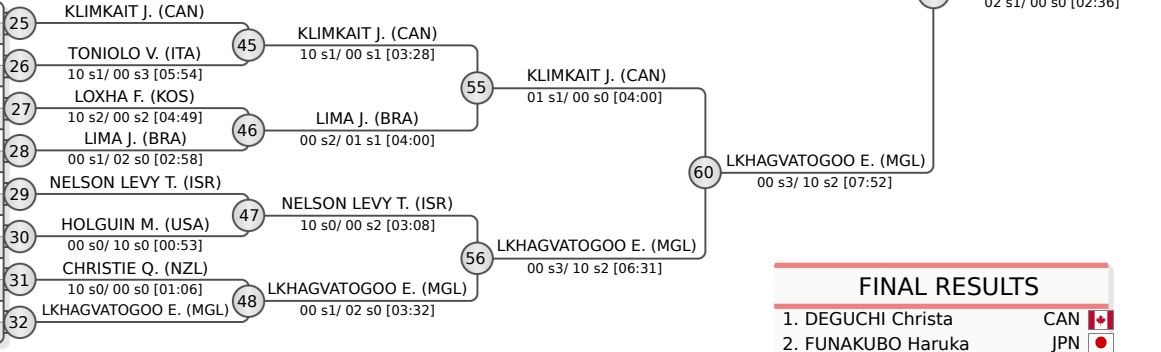 02 s1/ 00 s0 [02:36]
25
KLIMKAIT J. (CAN)
26
TONIOLO V. (ITA)
10 s1/ 00 s3 [05:54]
27
LOXHA F. (KOS)
10 s2/ 00 s2 [04:49]
28
LIMA J. (BRA)
00 s1/ 02 s0 [02:58]
29
NELSON LEVY T. (ISR)
30
HOLGUIN M. (USA)
00 s0/ 10 s0 [00:53]
31
CHRISTIE Q. (NZL)
10 s0/ 00 s0 [01:06]
32
LKHAGVATOGOO E. (MGL)
45
KLIMKAIT J. (CAN)
10 s1/ 00 s1 [03:28]
46
LIMA J. (BRA)
00 s2/ 01 s1 [04:00]
47
NELSON LEVY T. (ISR)
10 s0/ 00 s2 [03:08]
48
LKHAGVATOGOO E. (MGL)
00 s1/ 02 s0 [03:32]
55
KLIMKAIT J. (CAN)
01 s1/ 00 s0 [04:00]
56
LKHAGVATOGOO E. (MGL)
00 s3/ 10 s2 [06:31]
60
LKHAGVATOGOO E. (MGL)
00 s3/ 10 s2 [07:52]
FINAL RESULTS
1. DEGUCHI Christa CAN
2. FUNAKUBO Haruka JPN